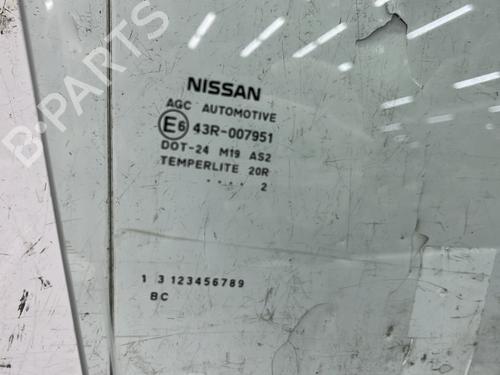 B-PARTS
NISSAN
AGC AUTOMOTIVE
E6 43R-007951
DOT-24 M19 AS2
TEMPERLITE 20R
.... 2
1 3 123456789
BC